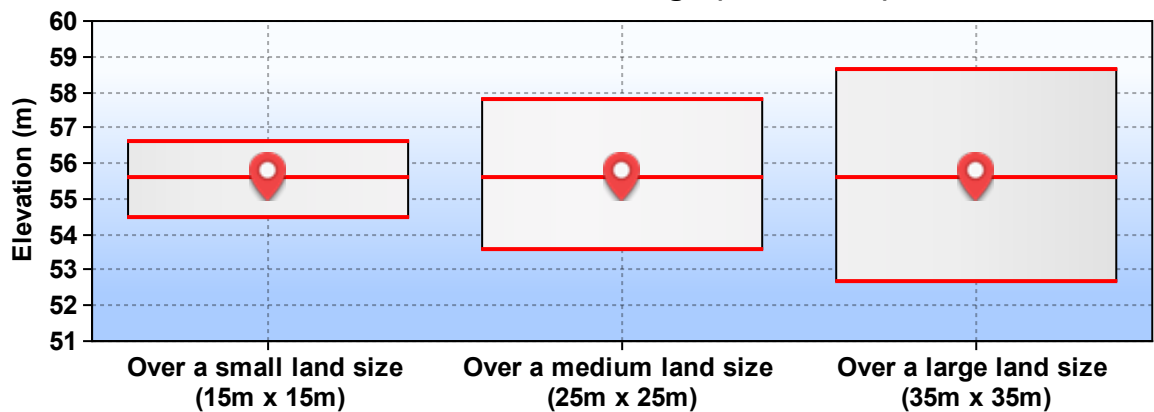 60
59
58
57
56
55
54
53
52
51
Elevation (m)
Over a small land size
(15m x 15m)
Over a medium land size
(25m x 25m)
Over a large land size
(35m x 35m)